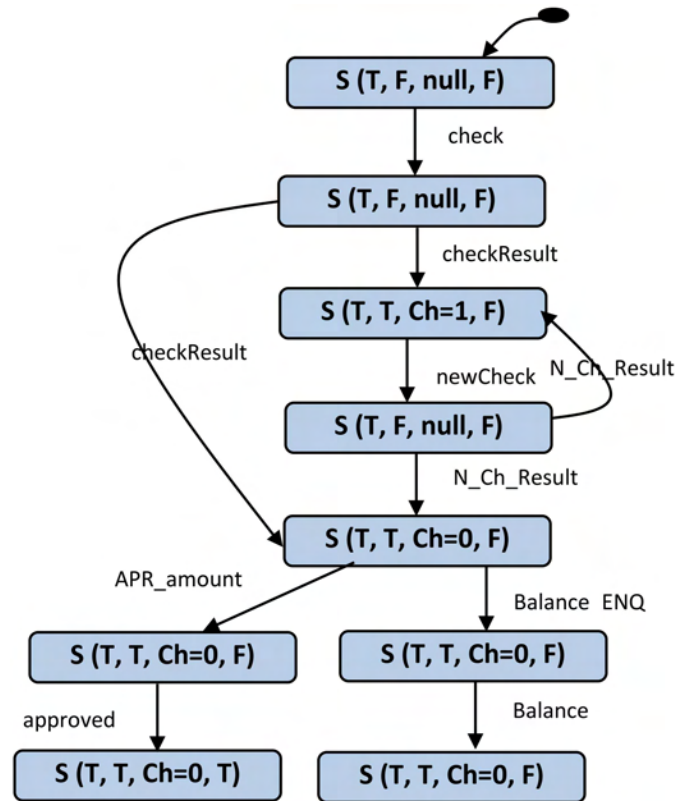 S (T, F, null, F)
check
S (T, F, null, F)
checkResult
S (T, T, Ch=1, F)
checkResult
N_Ch_Result
newCheck
S (T, F, null, F)
N_Ch_Result
S (T, T, Ch=0, F)
APR_amount
Balance ENQ
S (T, T, Ch=0, F)
S (T, T, Ch=0, F)
approved
Balance
S (T, T, Ch=0, T)
S (T, T, Ch=0, F)